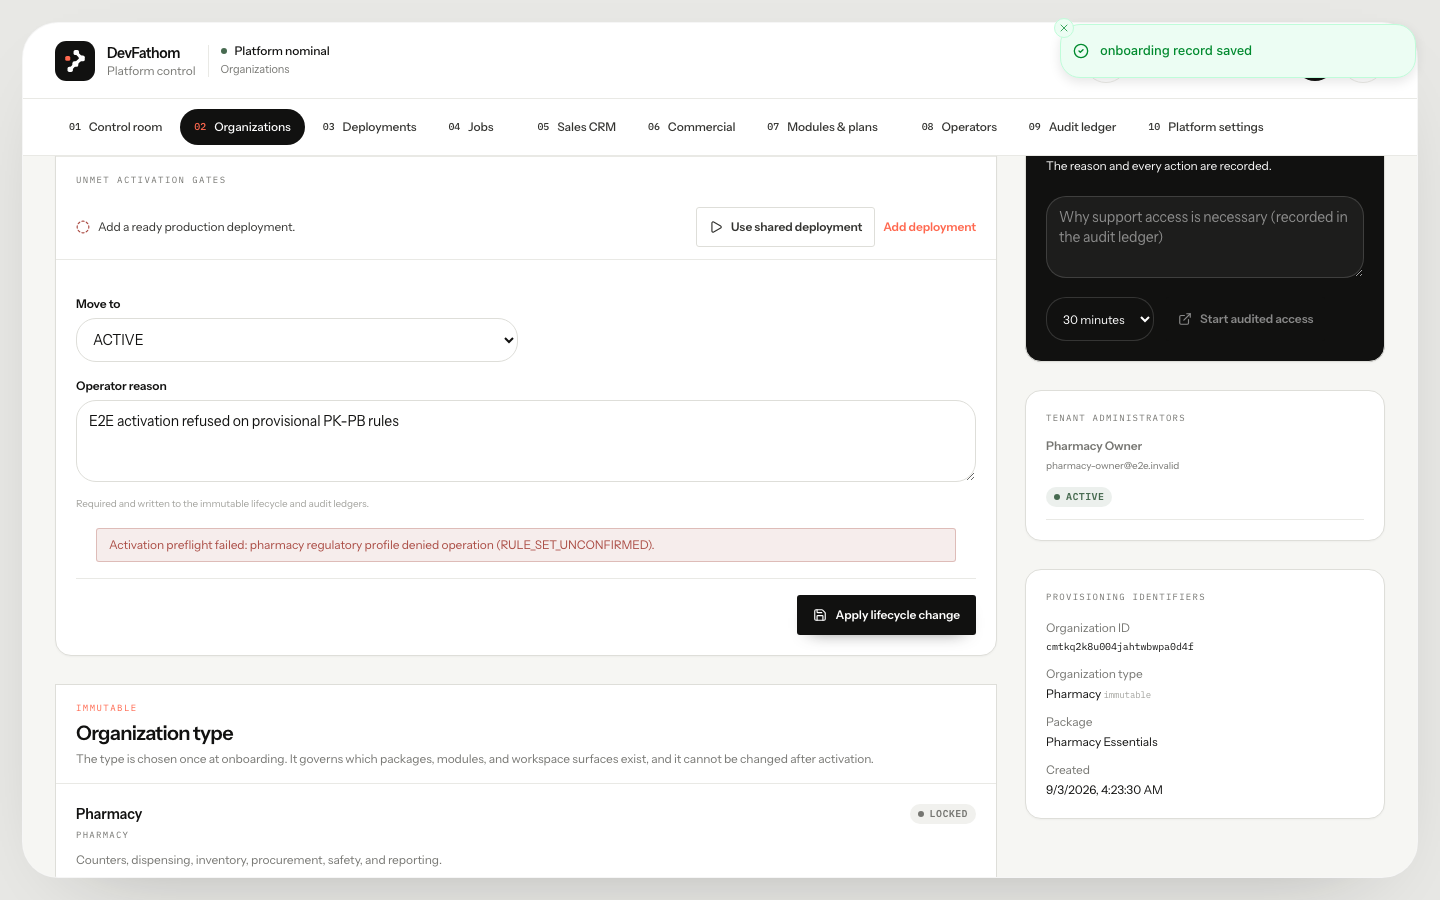 DevFathom
Platform control
Platform nominal
Organizations
onboarding record saved
01 Control room
02 Organizations
03 Deployments
04 Jobs
05 Sales CRM
06 Commercial
07 Modules & plans
08 Operators
09 Audit ledger
10 Platform settings
UNMET ACTIVATION GATES
Add a ready production deployment.
Use shared deployment
Add deployment
Move to
ACTIVE
Operator reason
E2E activation refused on provisional PK-PB rules
Required and written to the immutable lifecycle and audit ledgers.
Activation preflight failed: pharmacy regulatory profile denied operation (RULE_SET_UNCONFIRMED).
Apply lifecycle change
IMMUTABLE
Organization type
The type is chosen once at onboarding. It governs which packages, modules, and workspace surfaces exist, and it cannot be changed after activation.
Pharmacy
LOCKED
PHARMACY
Counters, dispensing, inventory, procurement, safety, and reporting.
The reason and every action are recorded.
Why support access is necessary (recorded in
the audit ledger)
30 minutes
Start audited access
TENANT ADMINISTRATORS
Pharmacy Owner
pharmacy-owner@e2e.invalid
ACTIVE
PROVISIONING IDENTIFIERS
Organization ID
cmtkq2k8u004jahtwbwpa0d4f
Organization type
Pharmacy immutable
Package
Pharmacy Essentials
Created
9/3/2026, 4:23:30 AM